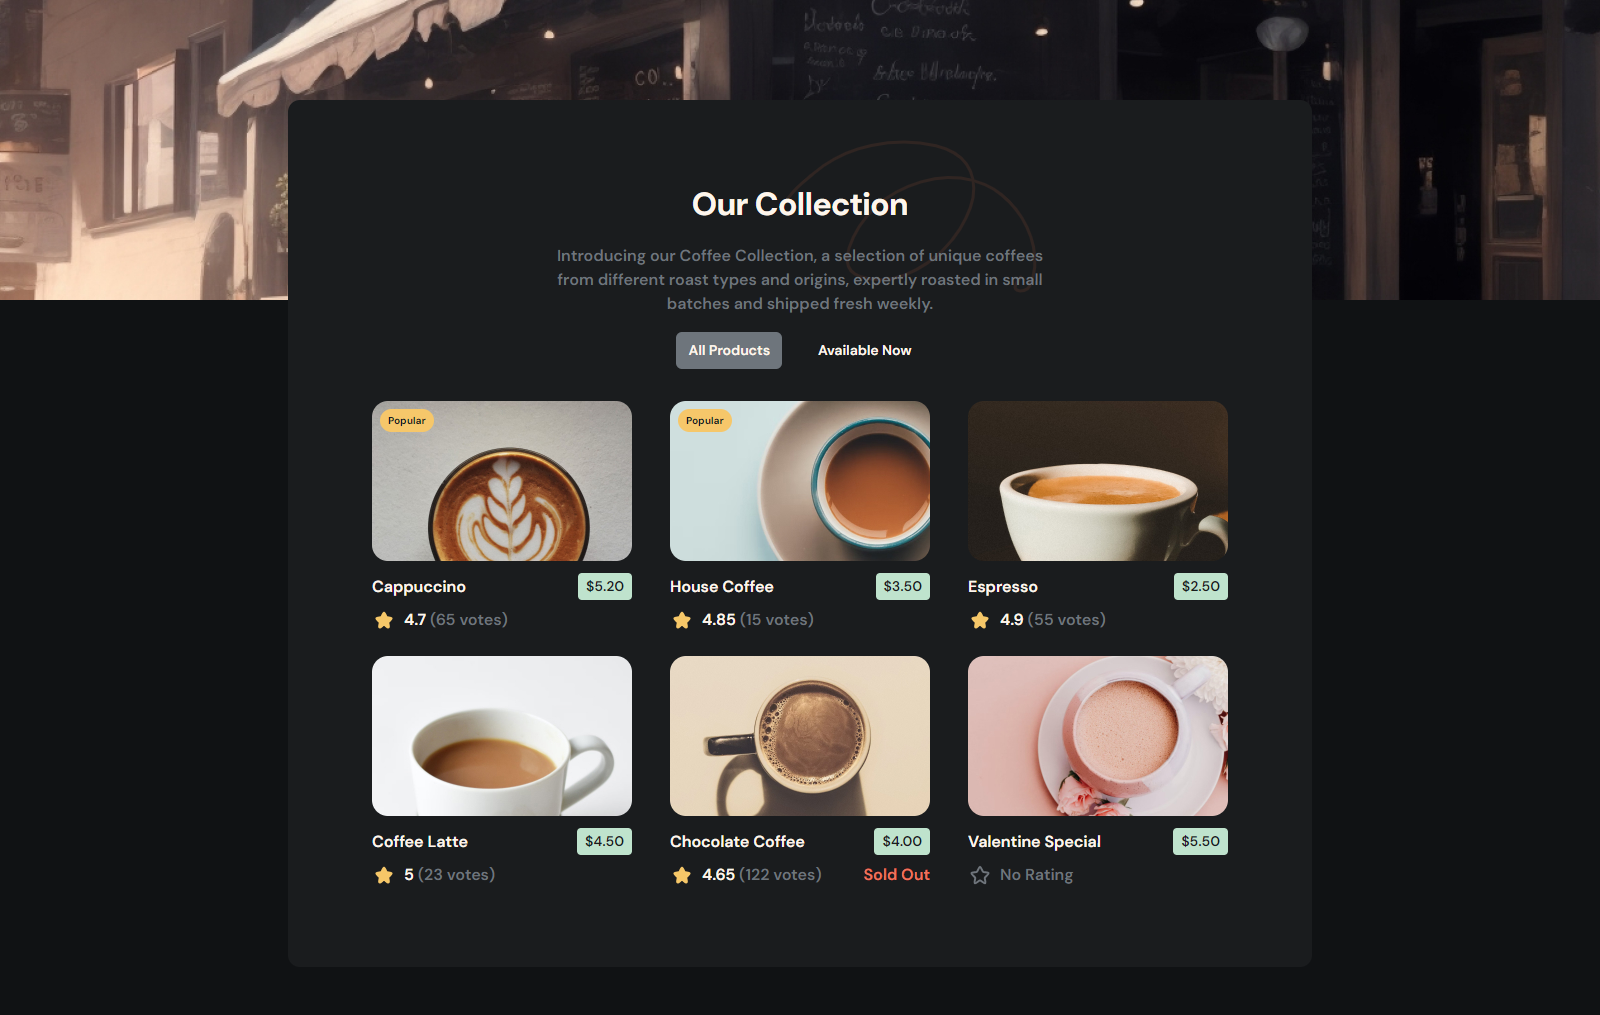 CO..
Our Collection
Introducing our Coffee Collection, a selection of unique coffees
from different roast types and origins, expertly roasted in small
batches and shipped fresh weekly.
All Products
Available Now
Popular
Popular
Cappuccino
$5.20
House Coffee
$3.50
Espresso
$2.50
4.7 (65 votes)
4.85 (15 votes)
4.9 (55 votes)
Coffee Latte
$4.50
Chocolate Coffee
$4.00
Valentine Special
$5.50
5 (23 votes)
4.65 (122 votes)
Sold Out
No Rating